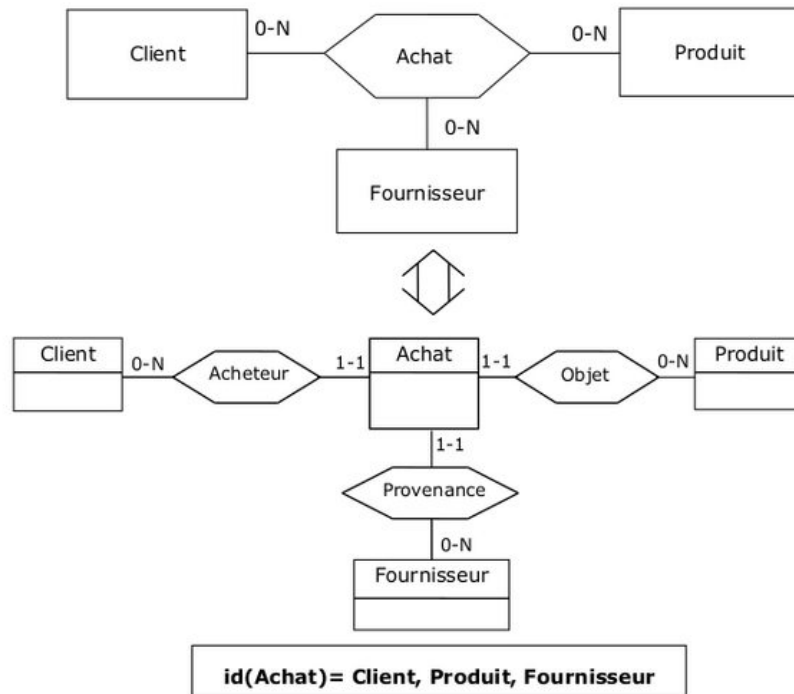 0-N
0-N
Client
Achat
Produit
0-N
Fournisseur
Client
Achat
Produit
0-N
1-1
1-1
0-N
Acheteur
Objet
1-1
Provenance
0-N
Fournisseur
id(Achat)= Client, Produit, Fournisseur